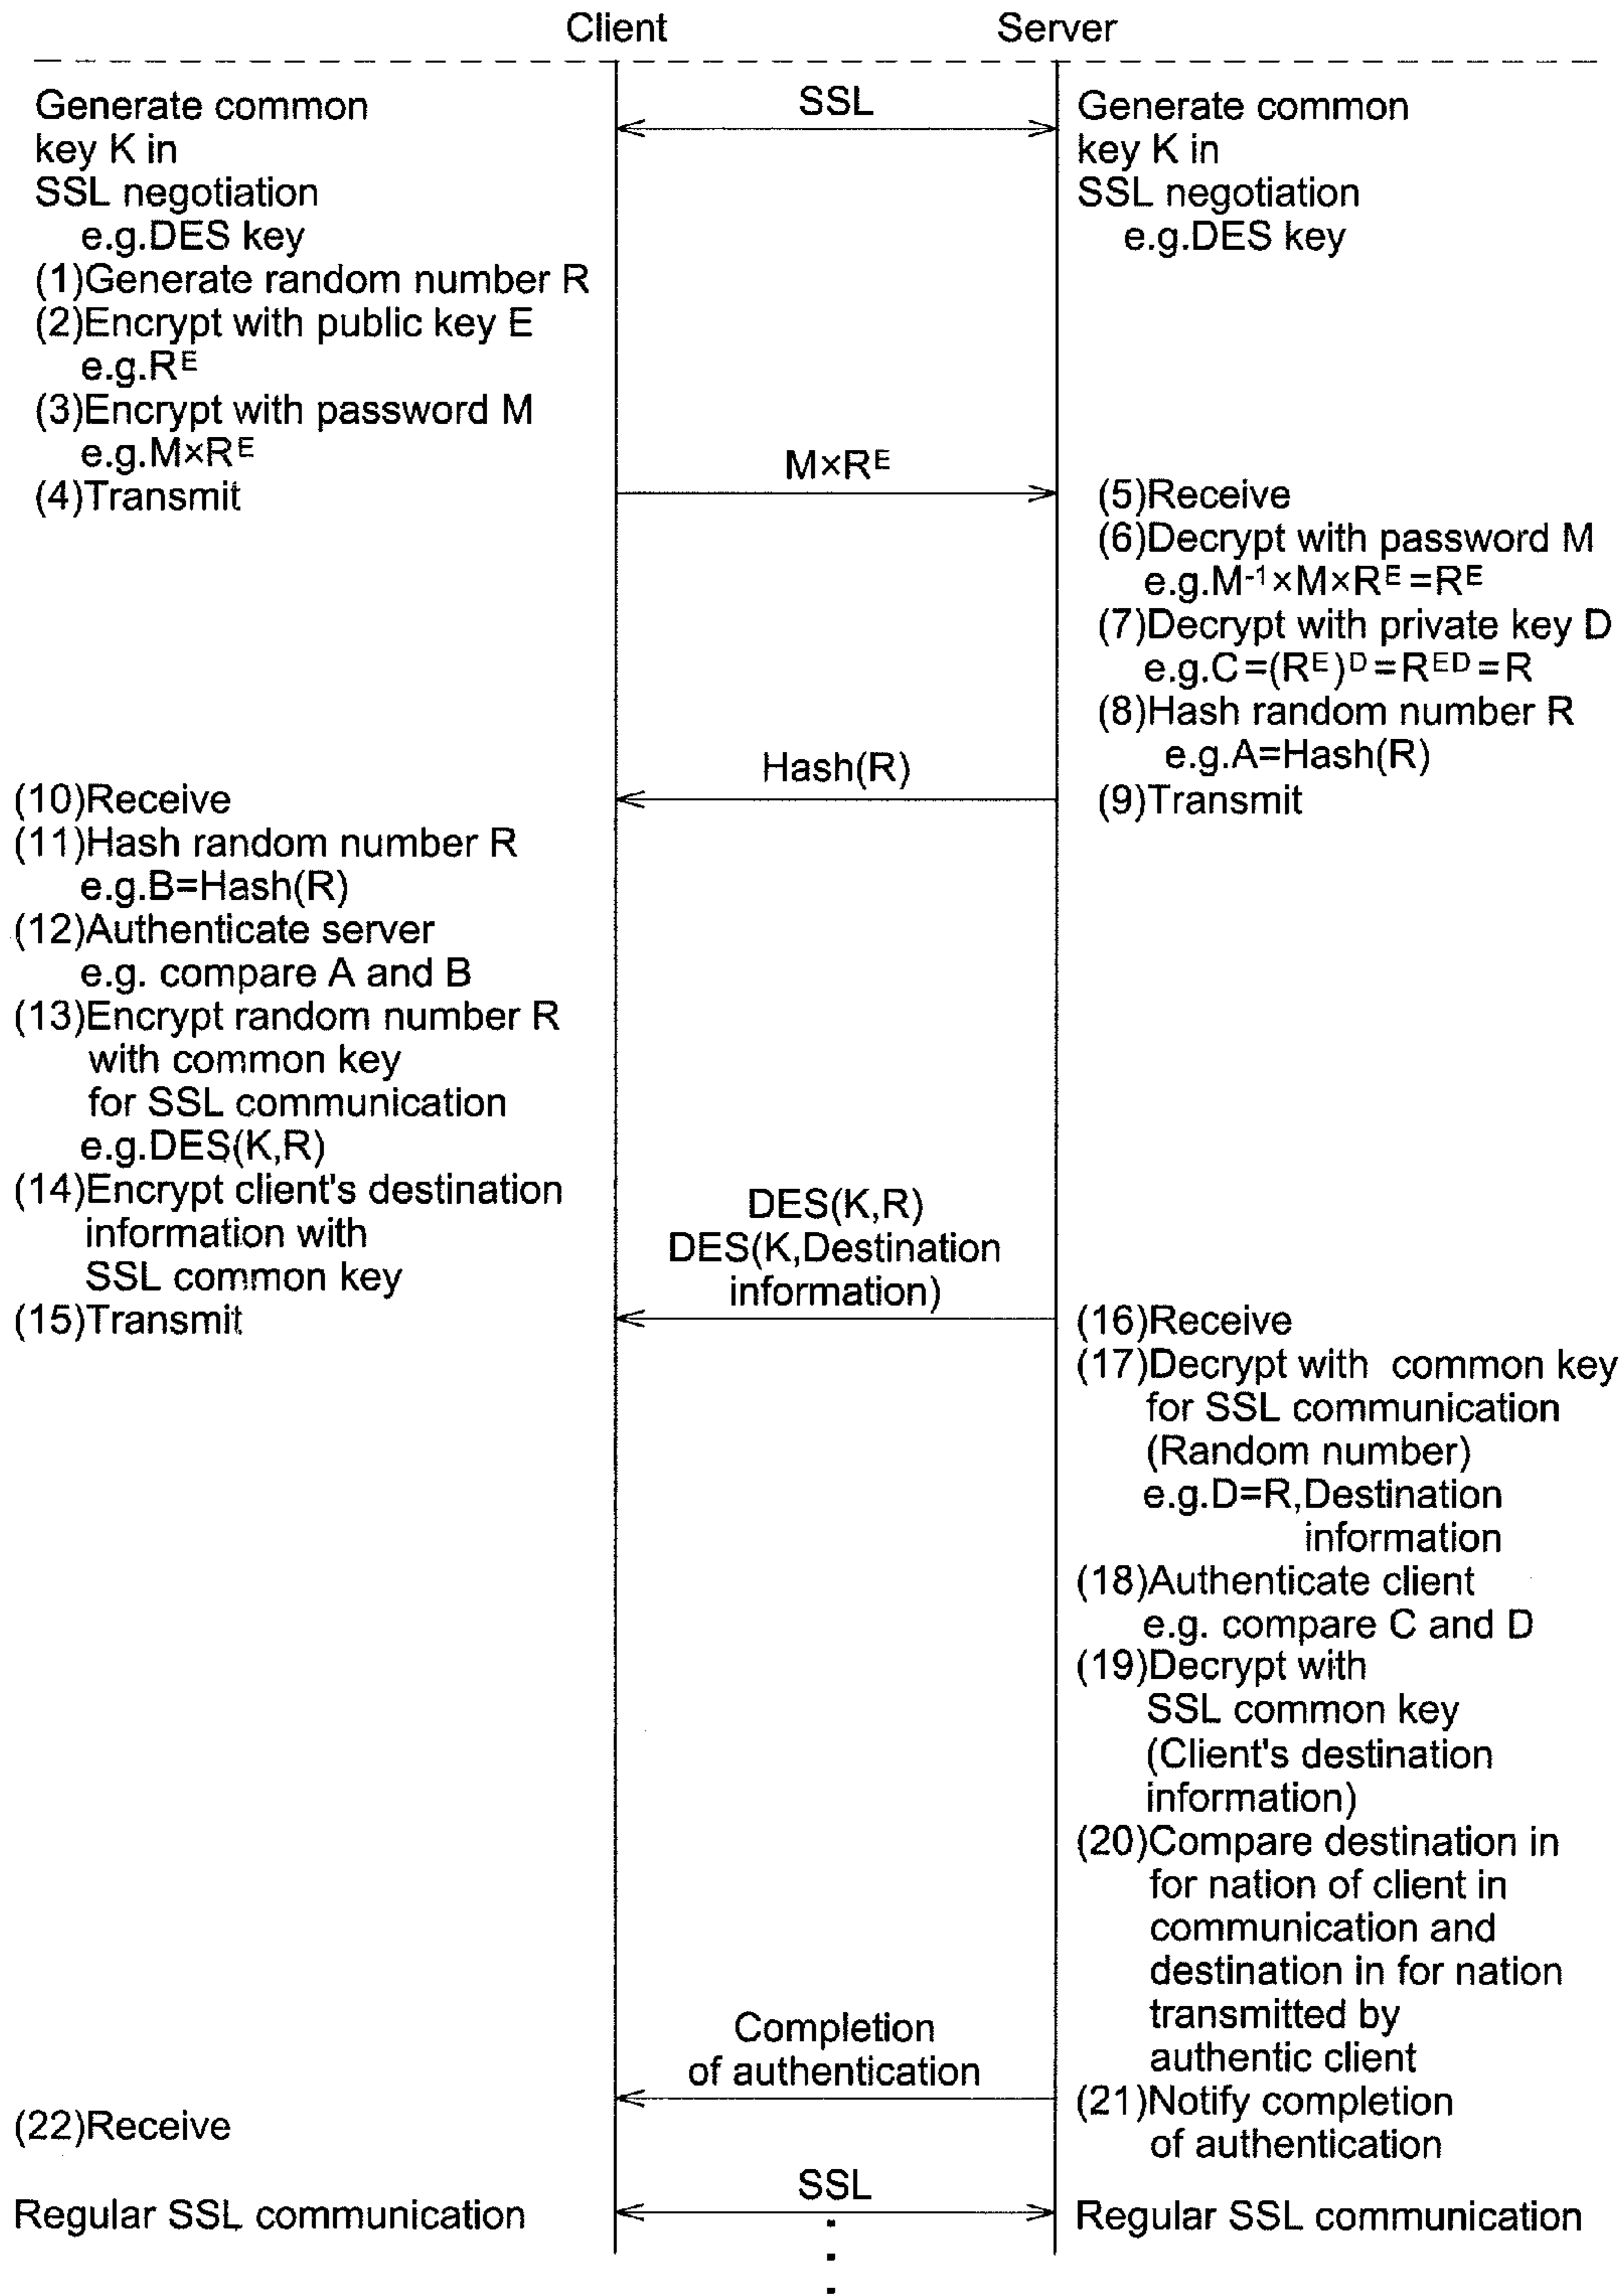 Client
Server
Generate common
key K in
SSL negotiation
e.g.DES key
SSL
Generate common
key K in
SSL negotiation
e.g.DES key
(1)Generate random number R
(2)Encrypt with public key E
e.g.Rᴱ
(3)Encrypt with password M
e.g.M×Rᴱ
(4)Transmit
M×Rᴱ
(5)Receive
(6)Decrypt with password M
e.g.M⁻¹×M×Rᴱ=Rᴱ
(7)Decrypt with private key D
e.g.C=(Rᴱ)ᴰ=Rᴱᴰ=R
(8)Hash random number R
e.g.A=Hash(R)
Hash(R)
(9)Transmit
(10)Receive
(11)Hash random number R
e.g.B=Hash(R)
(12)Authenticate server
e.g. compare A and B
(13)Encrypt random number R
with common key
for SSL communication
e.g.DES(K,R)
(14)Encrypt client's destination
information with
SSL common key
(15)Transmit
DES(K,R)
DES(K,Destination
information)
(16)Receive
(17)Decrypt with common key
for SSL communication
(Random number)
e.g.D=R,Destination
information
(18)Authenticate client
e.g. compare C and D
(19)Decrypt with
SSL common key
(Client's destination
information)
(20)Compare destination in
for nation of client in
communication and
destination in for nation
transmitted by
authentic client
Completion
of authentication
(21)Notify completion
of authentication
(22)Receive
Regular SSL communication
SSL
Regular SSL communication